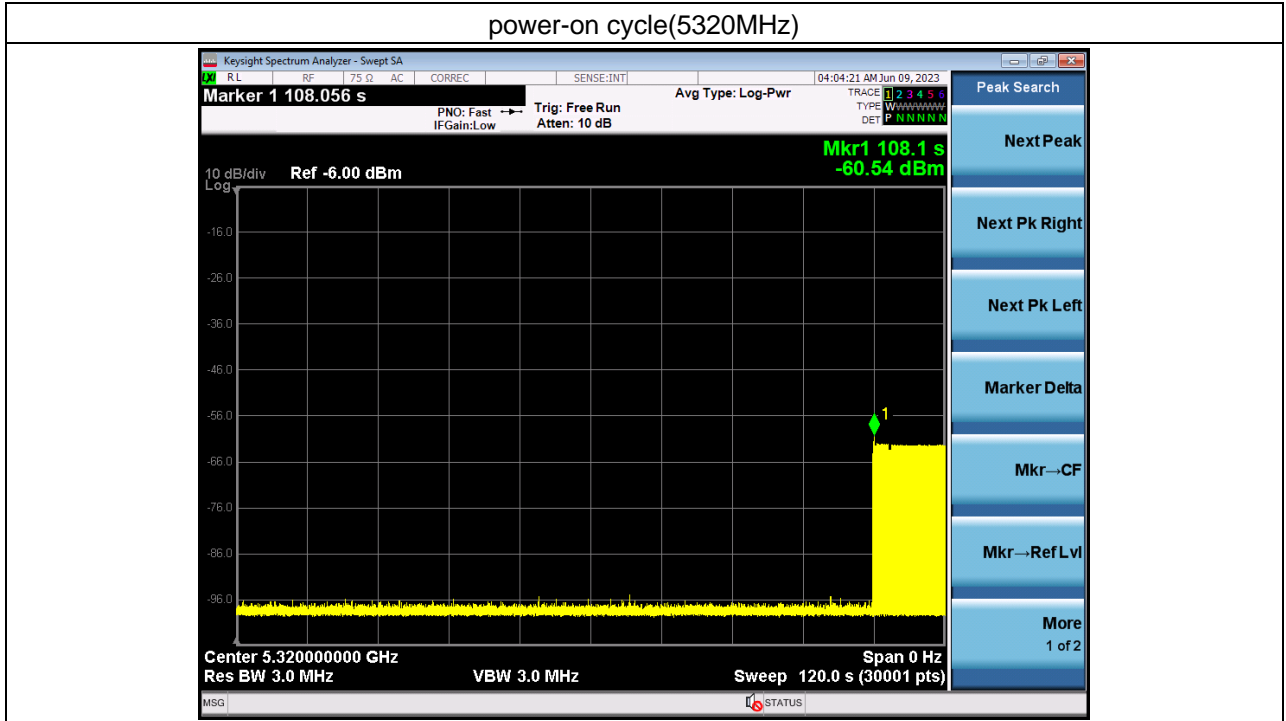 power-on cycle(5320MHz)
Keysight Spectrum Analyzer - Swept SA
LXI RL RF 75 Ω AC CORREC SENSE:INT 04:04:21 AM Jun 09, 2023
Marker 1 108.056 s
PNO: Fast
IFGain:Low
Trig: Free Run
Atten: 10 dB
Avg Type: Log-Pwr
TRACE 1 2 3 4 5 6
TYPE WWWWWW
DET P N N N N N
Mkr1 108.1 s
-60.54 dBm
10 dB/div Ref -6.00 dBm
Log
-16.0
-26.0
-36.0
-46.0
-56.0
-66.0
-76.0
-86.0
-96.0
1
Center 5.320000000 GHz Span 0 Hz
Res BW 3.0 MHz VBW 3.0 MHz Sweep 120.0 s (30001 pts)
MSG STATUS
Peak Search
Next Peak
Next Pk Right
Next Pk Left
Marker Delta
Mkr→CF
Mkr→Ref Lvl
More
1 of 2